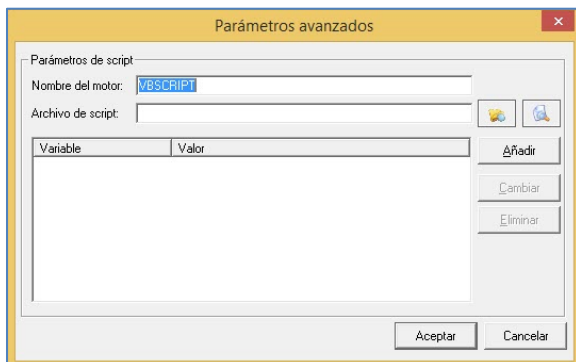 Parámetros avanzados
Parámetros de script
Nombre del motor: VBSCRIPT
Archivo de script:
Variable Valor
Añadir
Cambiar
Eliminar
Aceptar Cancelar